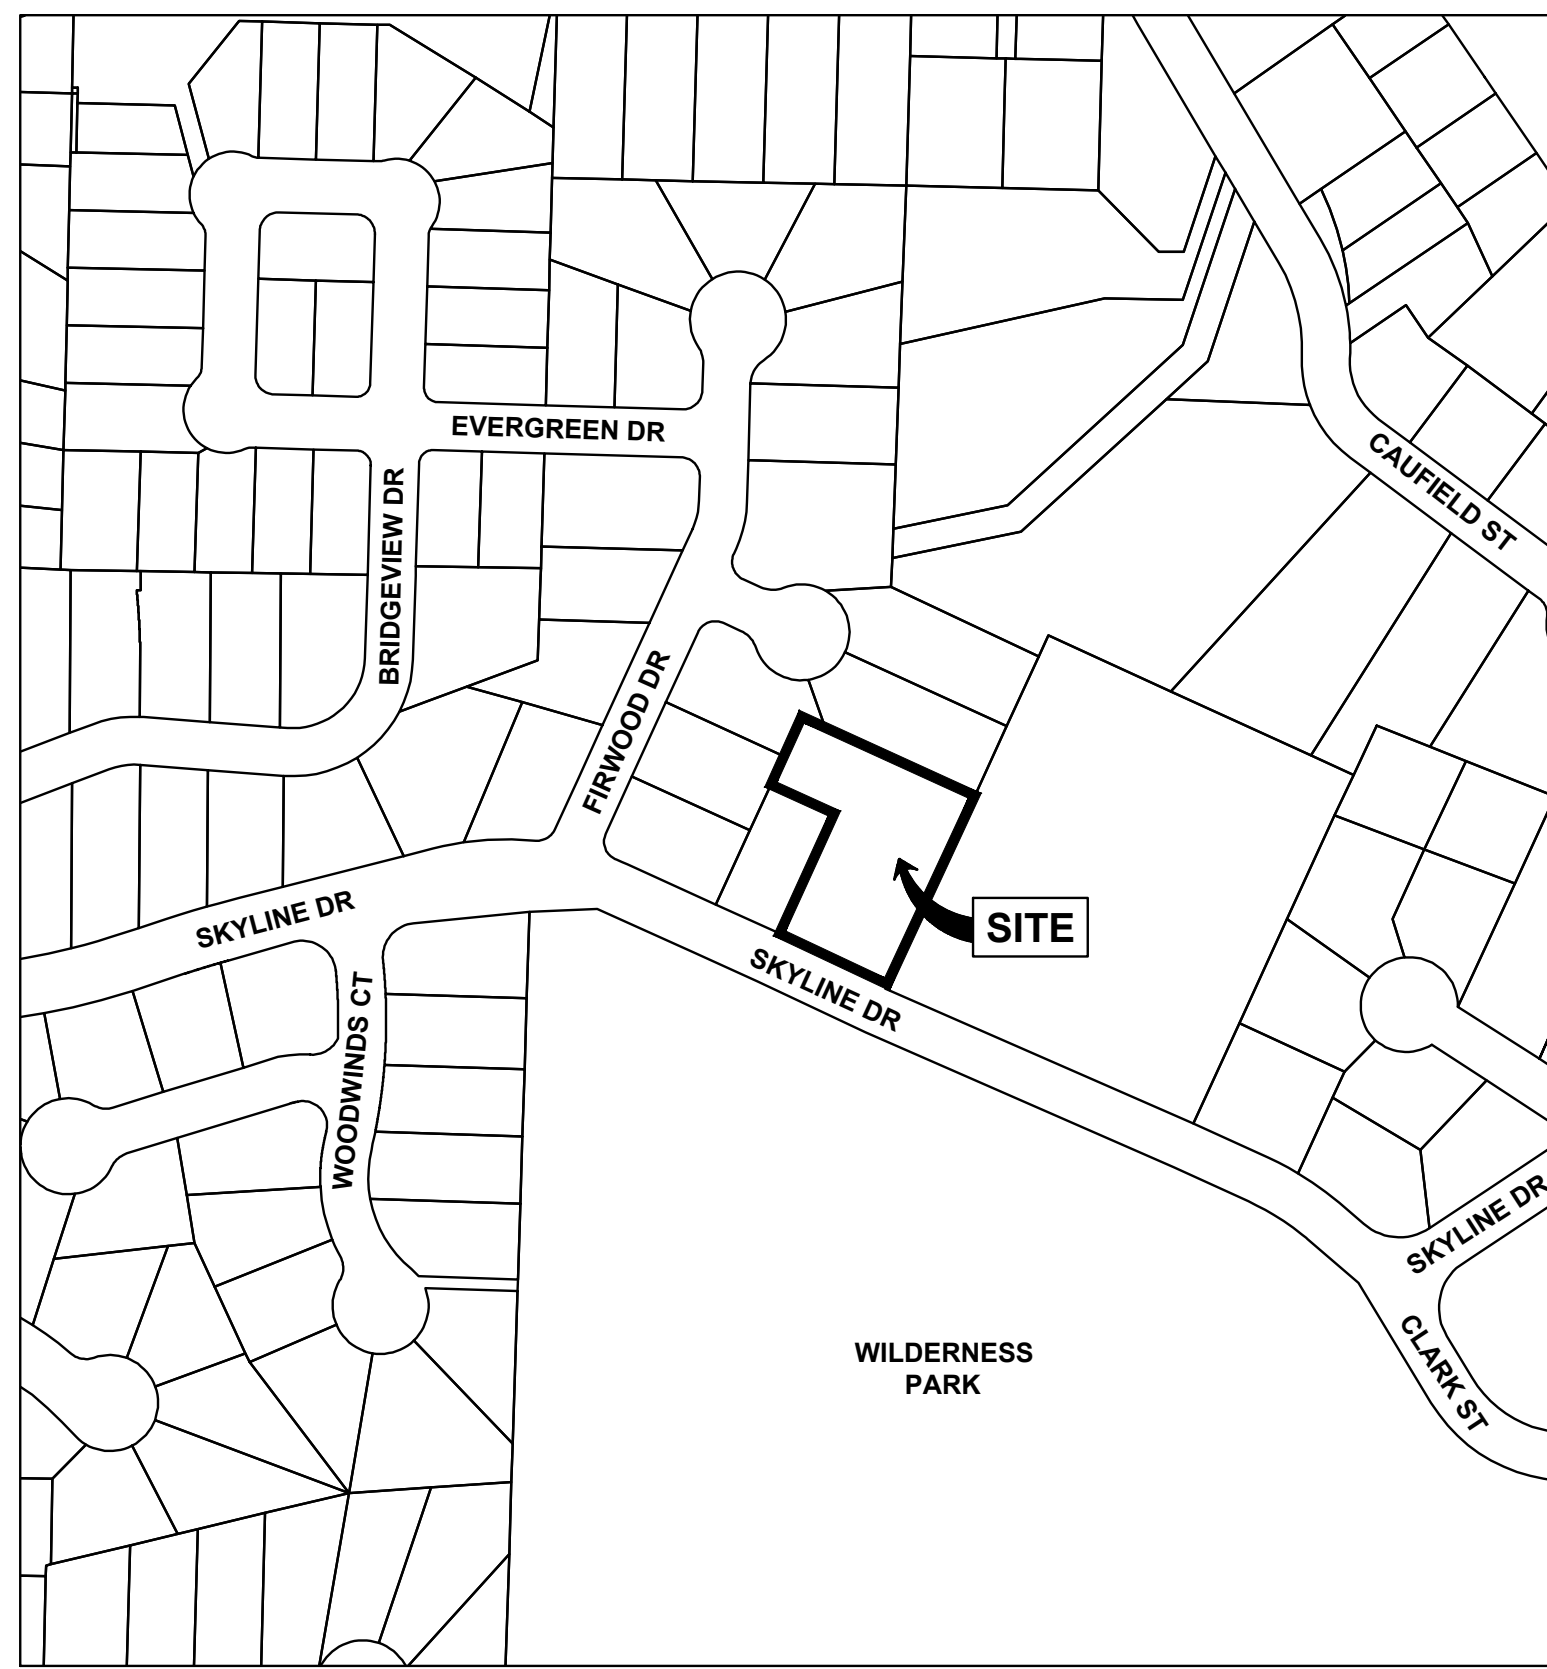 EVERGREEN DR
CAUFIELD ST
BRIDGEVIEW DR
FIRWOOD DR
SKYLINE DR
SITE
SKYLINE DR
WOODWINDS CT
SKYLINE DR
WILDERNESS
PARK
CLARK ST